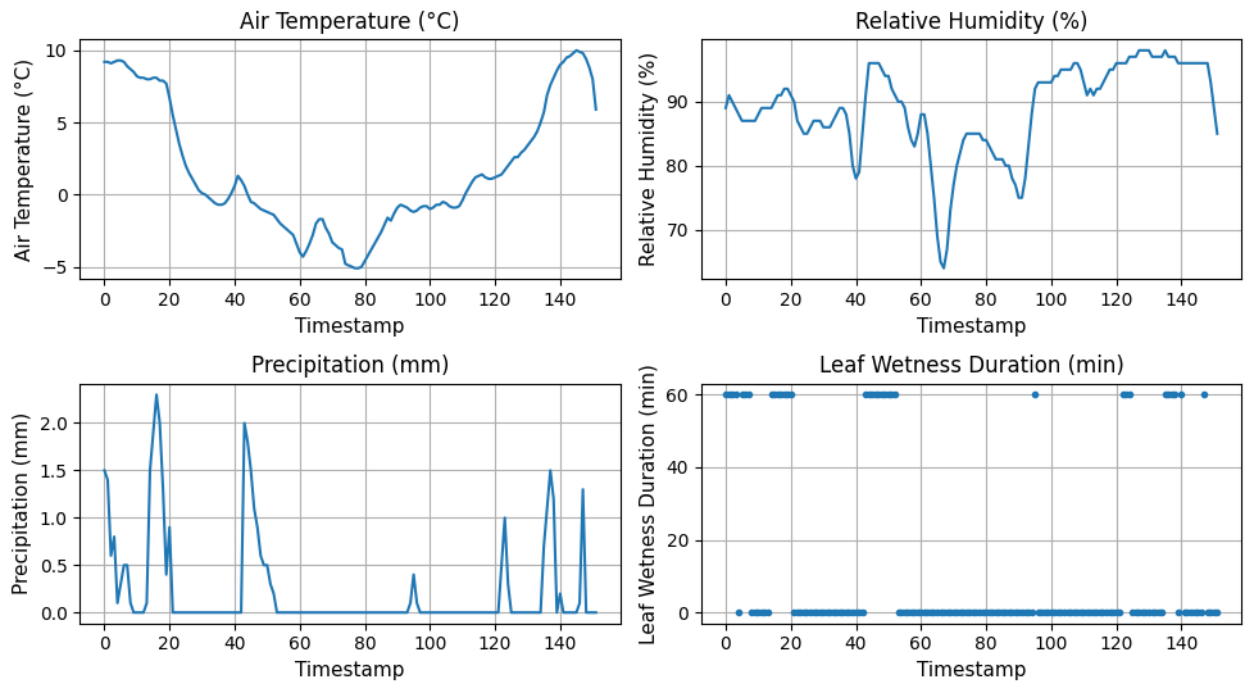 Air Temperature (°C)
Air Temperature (°C)
10
5
0
−5
0 20 40 60 80 100 120 140
Timestamp
Relative Humidity (%)
Relative Humidity (%)
90
80
70
0 20 40 60 80 100 120 140
Timestamp
Precipitation (mm)
Precipitation (mm)
2.0
1.5
1.0
0.5
0.0
0 20 40 60 80 100 120 140
Timestamp
Leaf Wetness Duration (min)
Leaf Wetness Duration (min)
60
40
20
0
0 20 40 60 80 100 120 140
Timestamp